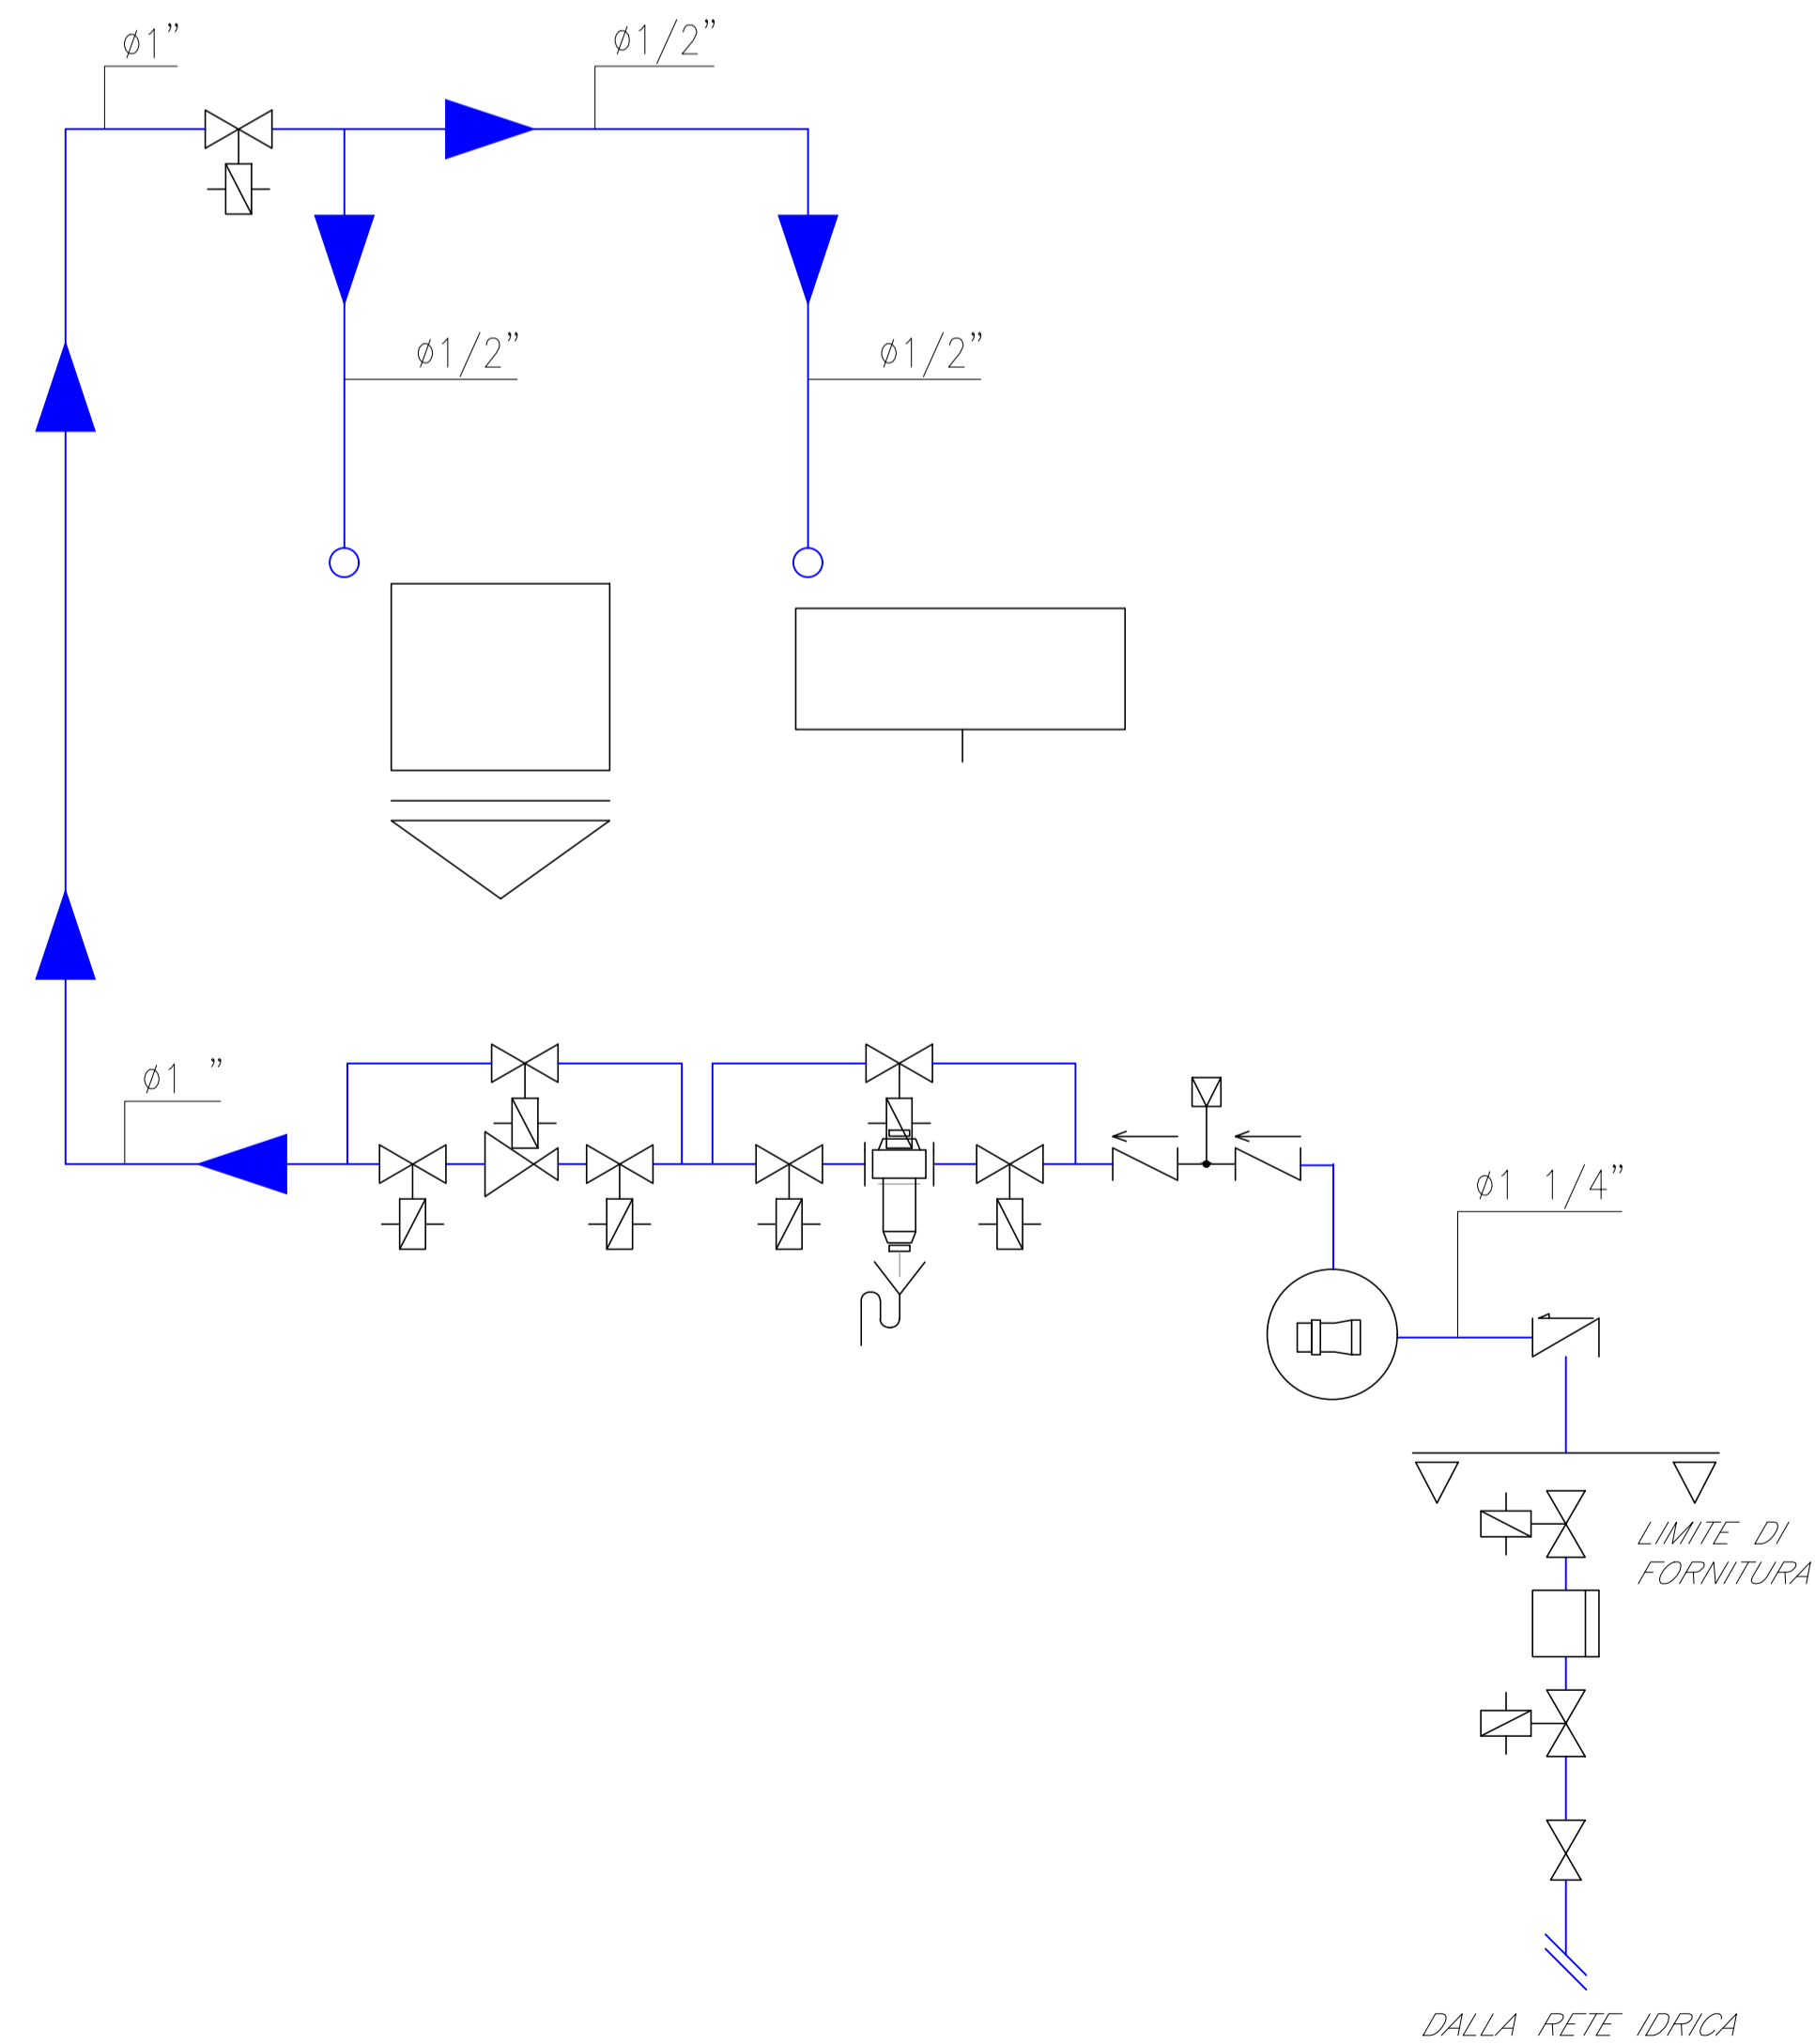 ø1”
ø1/2”
ø1/2”
ø1/2”
ø1 ”
ø1 1/4”
LIMITE DI
FORNITURA
DALLA RETE IDRICA